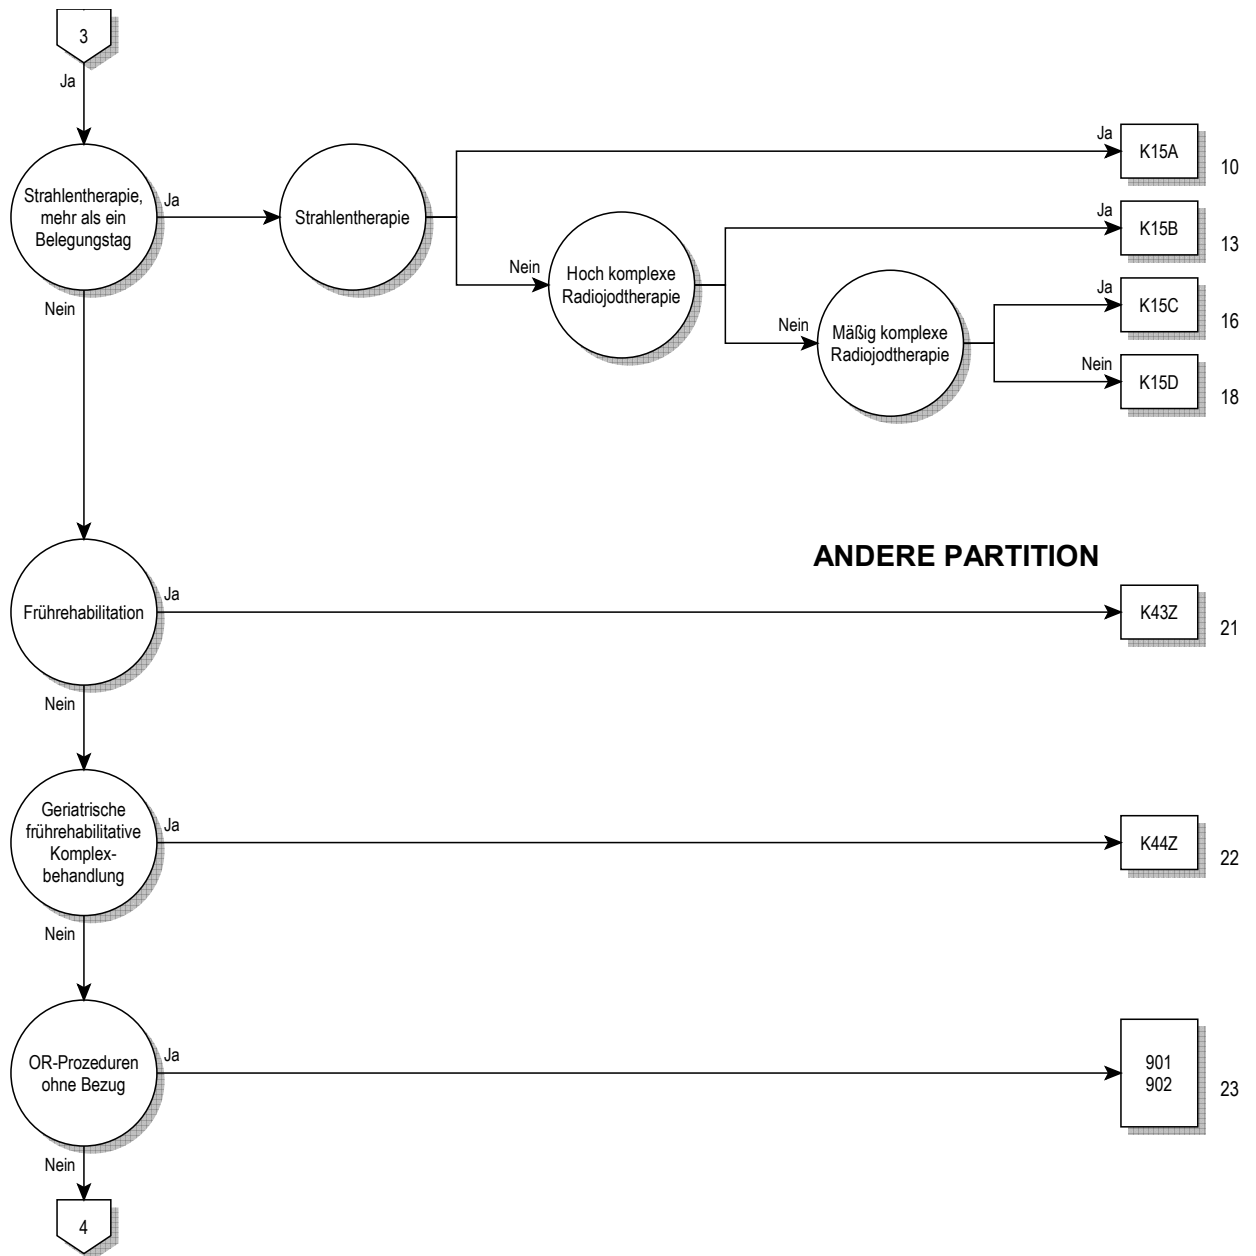 3
Ja
Strahlentherapie,
mehr als ein
Belegungstag
Ja
Strahlentherapie
Ja
K15A
10
Nein
Hoch komplexe
Radiojodtherapie
Ja
K15B
13
Nein
Mäßig komplexe
Radiojodtherapie
Ja
K15C
16
Nein
K15D
18
Nein
ANDERE PARTITION
Frührehabilitation
Ja
K43Z
21
Nein
Geriatrische
frührehabilitative
Komplex-
behandlung
Ja
K44Z
22
Nein
OR-Prozeduren
ohne Bezug
Ja
901
902
23
Nein
4